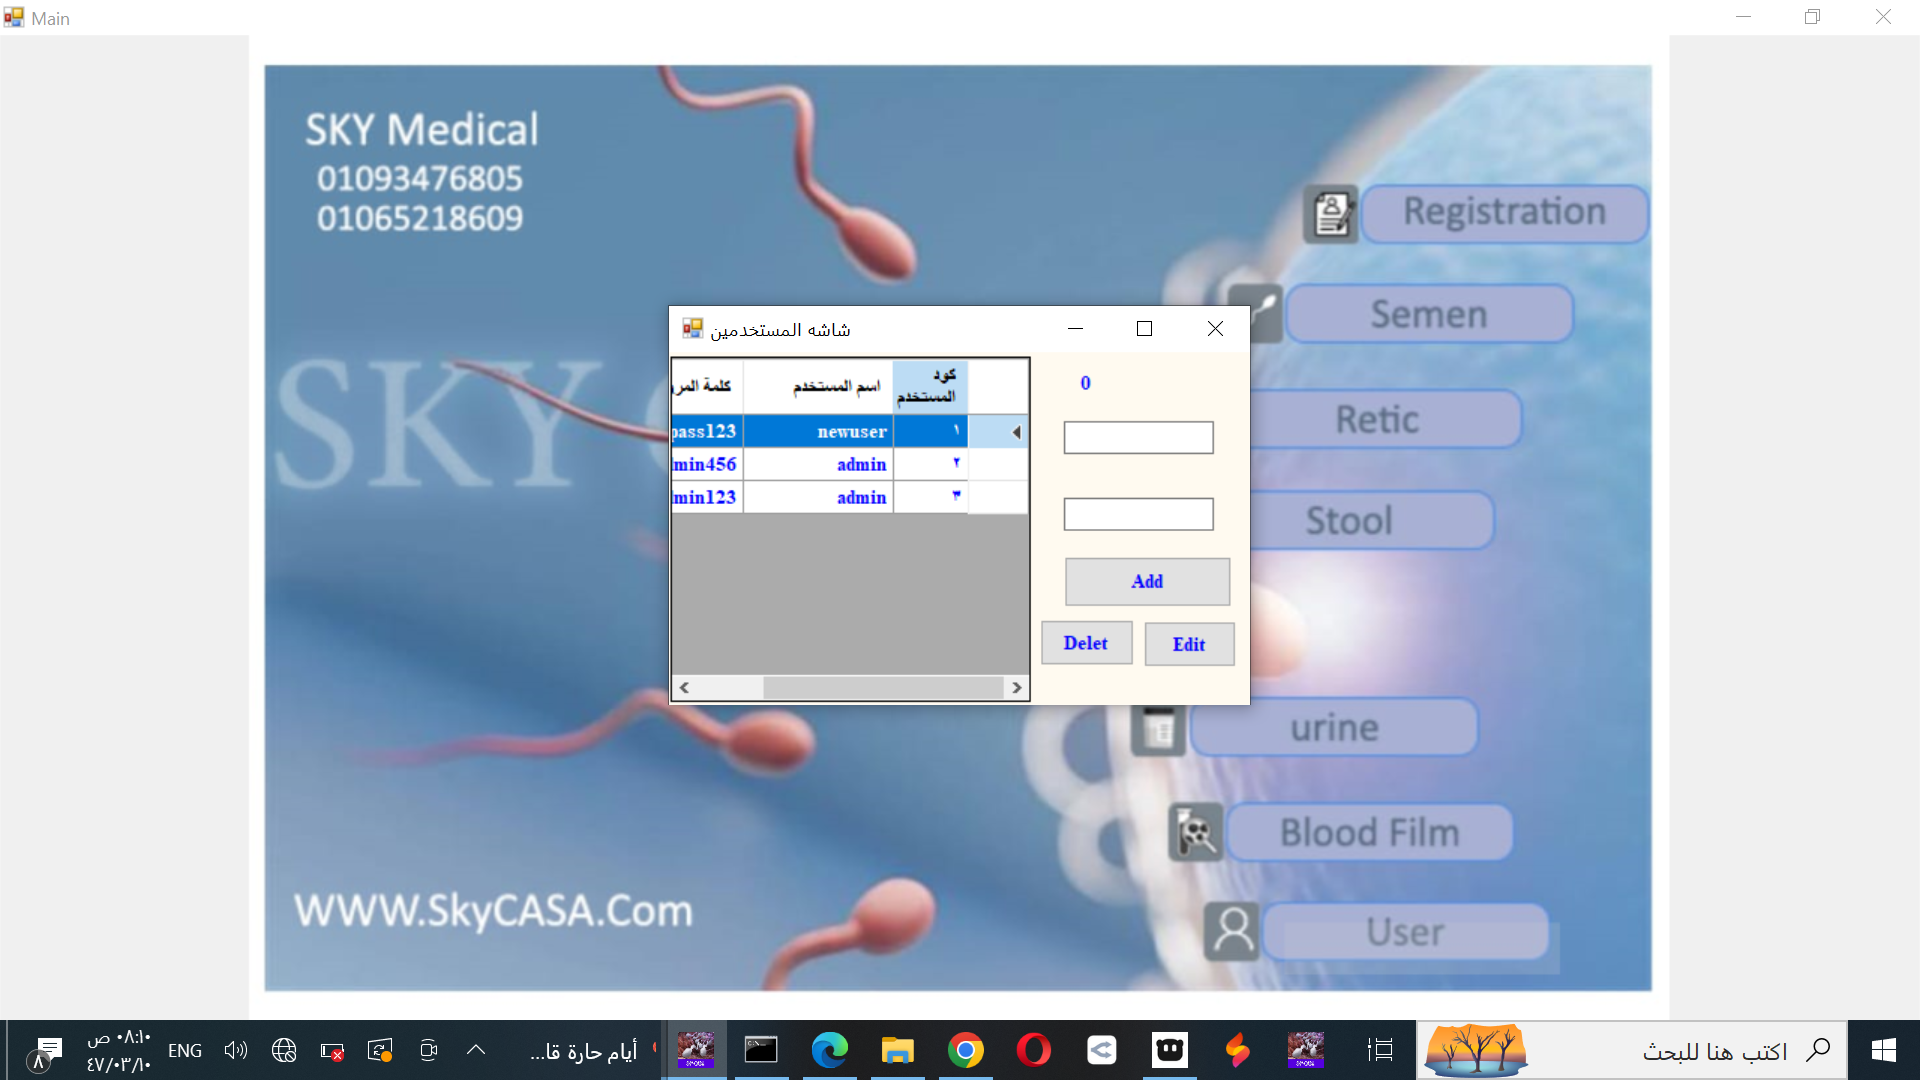 Main
SKY Medical
01093476805
01065218609
Registration
Semen
Retic
Stool
urine
Blood Film
User
SKY
WWW.SkyCASA.Com
شاشه المستخدمين
كود المستخدم
اسم المستخدم
كلمة
١ newuser pass123
٢ admin min456
٣ admin min123
0
Add
Delet
Edit
اكتب هنا للبحث
أيام حارة قا...
ENG
٠٨:١٠ ص
٤٧/٠٣/١٠
٨